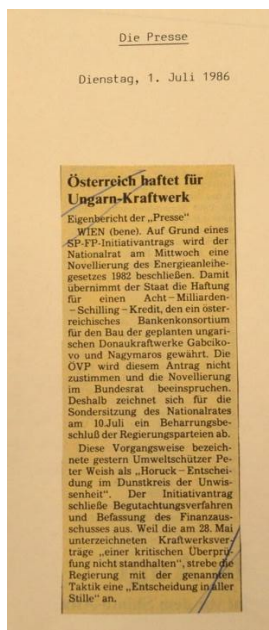 Die Presse
Dienstag, 1. Juli 1986
Österreich haftet für
Ungarn-Kraftwerk
Eigenbericht der „Presse"
WIEN (bene). Auf Grund eines
SP-FP-Initiativantrags wird der
Nationalrat am Mittwoch eine
Novellierung des Energieanleihe-
gesetzes 1982 beschließen. Damit
übernimmt der Staat die Haftung
für einen Acht – Milliarden-
– Schilling – Kredit, den ein öster-
reichisches Bankenkonsortium
für den Bau der geplanten ungari-
schen Donaukraftwerke Gabciko-
vo und Nagymaros gewährt. Die
ÖVP wird diesem Antrag nicht
zustimmen und die Novellierung
im Bundesrat beeinspruchen.
Deshalb zeichnet sich für die
Sondersitzung des Nationalrates
am 10.Juli ein Beharrungsbe-
schluß der Regierungsparteien ab.
Diese Vorgangsweise bezeich-
nete gestern Umweltschützer Pe-
ter Weish als „Horuck – Entschei-
dung im Dunstkreis der Unwis-
senheit". Der Initiativantrag
schließe Begutachtungsverfahren
und Befassung des Finanzaus-
schusses aus. Weil die am 28. Mai
unterzeichneten Kraftwerksver-
träge „einer kritischen Überprü-
fung nicht standhalten", strebe die
Regierung mit der genannten
Taktik eine „Entscheidung in aller
Stille" an.